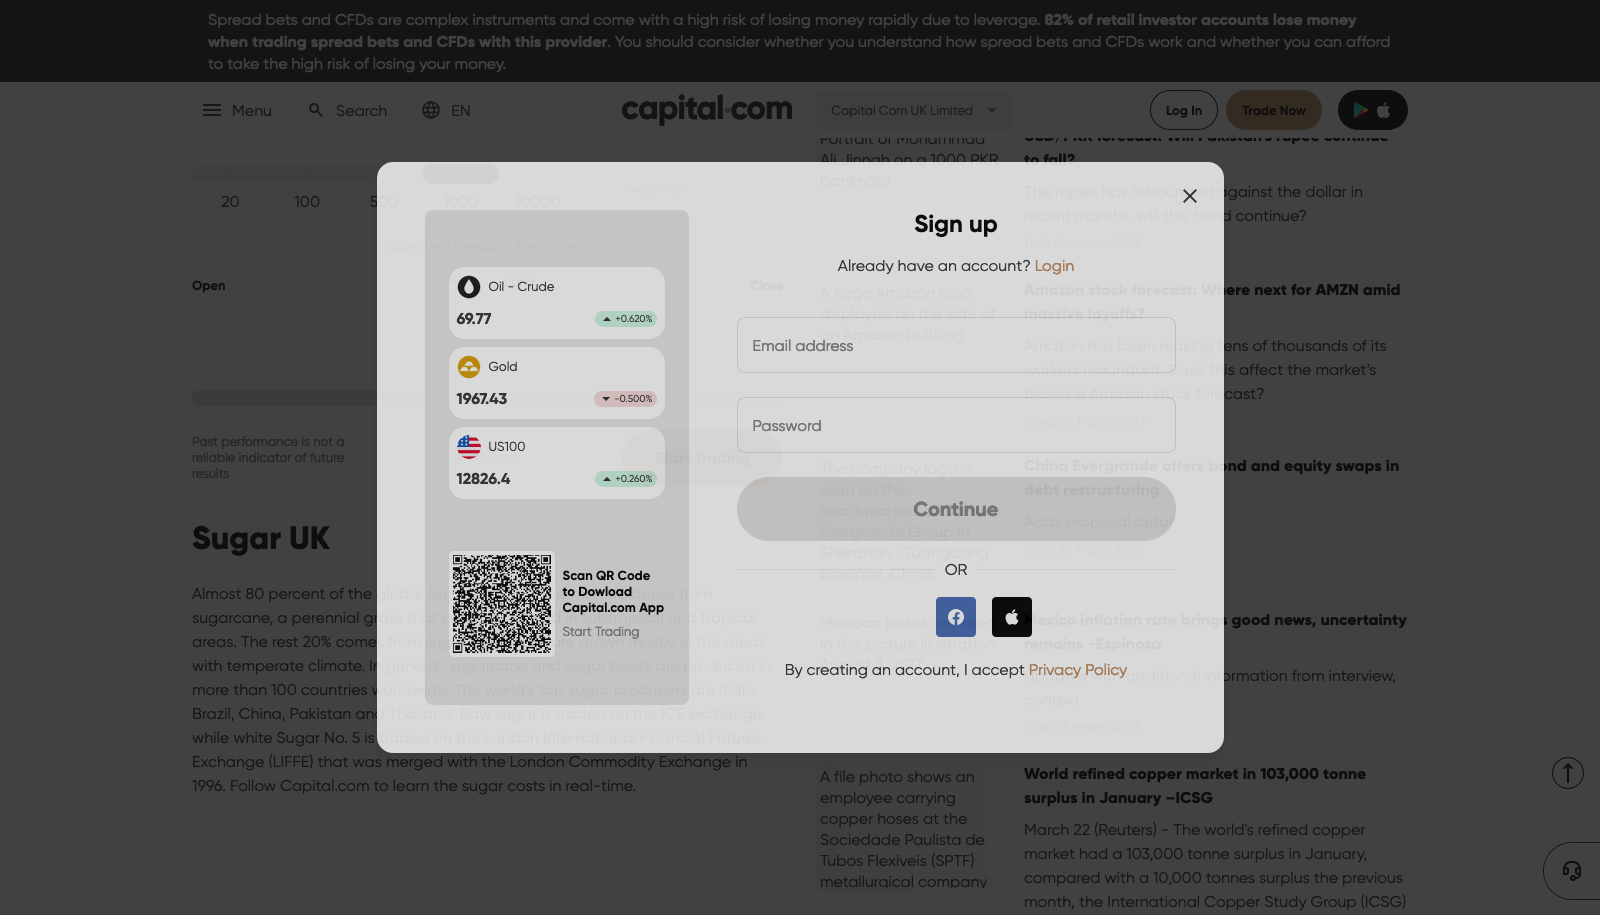 Spread bets and CFDs are complex instruments and come with a high risk of losing money rapidly due to leverage. 82% of retail investor accounts lose money
when trading spread bets and CFDs with this provider. You should consider whether you understand how spread bets and CFDs work and whether you can afford
to take the high risk of losing your money.
Menu
Search
EN
capital.com
Capital Com UK Limited
Log In
Trade Now
20
100
500
1000
10000
Open
Close
Past performance is not a
reliable indicator of future
results
Start trading
Sugar UK
Almost 80 percent of the global
sugarcane, a perennial grass that
in subtropical and tropical
areas. The rest 20% comes from
are grown mostly in the areas
with temperate climate. In general, sugarcane and sugar beets are produced in
more than 100 countries worldwide. The world's top sugar producers are India,
Brazil, China, Pakistan and Thailand. Raw sugar is traded on the ICE exchange,
while white Sugar No. 5 is traded on the London International Financial Futures
Exchange (LIFFE) that was merged with the London Commodity Exchange in
1996. Follow Capital.com to learn the sugar costs in real-time.
Oil - Crude
69.77
+0.620%
Gold
1967.43
-0.500%
US100
12826.4
+0.260%
Scan QR Code
to Dowload
Capital.com App
Start Trading
Sign up
Already have an account? Login
Email address
Password
Continue
OR
By creating an account, I accept Privacy Policy
Portrait of Mohammad
Ali Jinnah on a 1000 PKR
banknote
USD/PKR forecast: Will Pakistan's rupee continue
to fall?
The rupee has rebounded against the dollar in
recent months, will this trend continue?
A large Amazon logo
displayed on the side of
an Amazon building
Amazon stock forecast: Where next for AMZN amid
massive layoffs?
Amazon has been making tens of thousands of its
workers redundant. Does this affect the market's
baseline Amazon stock forecast?
The company logo is
seen on the
headquarters
Evergrande Group in
Shenzhen, Guangdong
province, China,
China Evergrande offers bond and equity swaps in
debt restructuring
Adds proposal detail
Mexican pesos
in this picture illustration
Mexico inflation rate brings good news, uncertainty
remains -Espinosa
additional information from interview,
context
A file photo shows an
employee carrying
copper hoses at the
Sociedade Paulista de
Tubos Flexiveis (SPTF)
metallurgical company
World refined copper market in 103,000 tonne
surplus in January –ICSG
March 22 (Reuters) - The world's refined copper
market had a 103,000 tonne surplus in January,
compared with a 10,000 tonnes surplus the previous
month, the International Copper Study Group (ICSG)